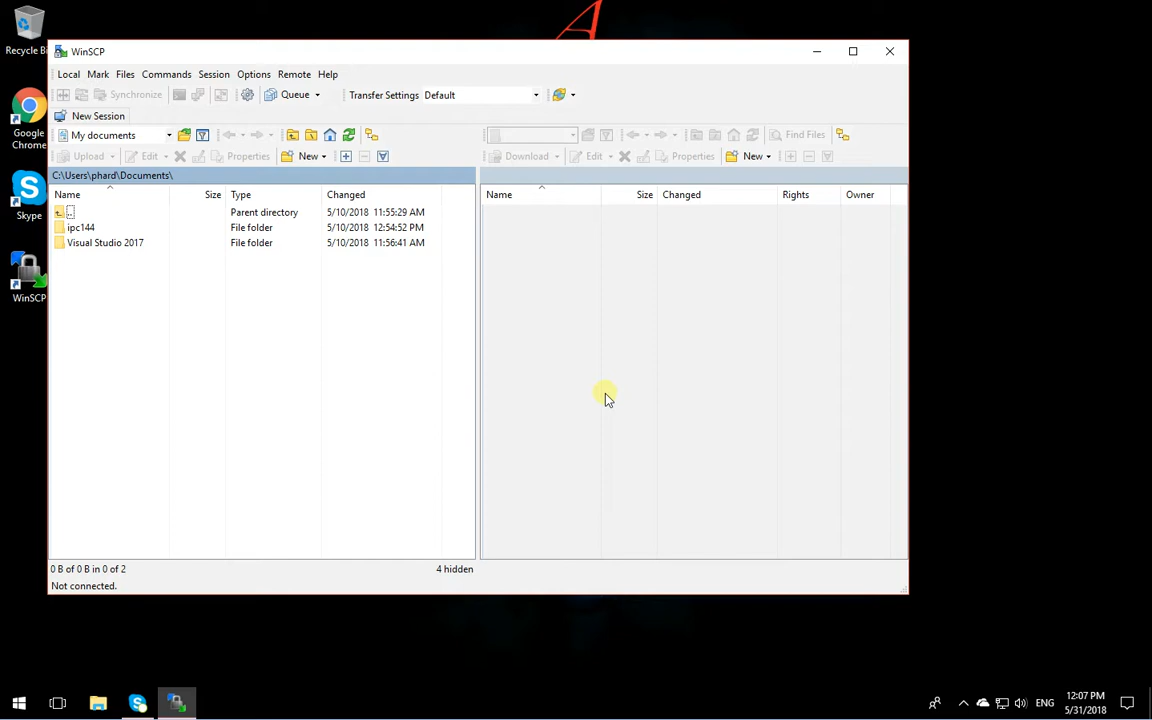 Recycle Bi
WinSCP
Local Mark Files Commands Session Options Remote Help
Synchronize Queue Transfer Settings Default
New Session
My documents Find Files
Upload Edit Properties New Download Edit Properties New
C:\Users\phard\Documents\
Name Size Type Changed Name Size Changed Rights Owner
.. Parent directory 5/10/2018 11:55:29 AM
ipc144 File folder 5/10/2018 12:54:52 PM
Visual Studio 2017 File folder 5/10/2018 11:56:41 AM
Google
Chrome
Skype
WinSCP
0 B of 0 B in 0 of 2 4 hidden
Not connected.
ENG
12:07 PM
5/31/2018